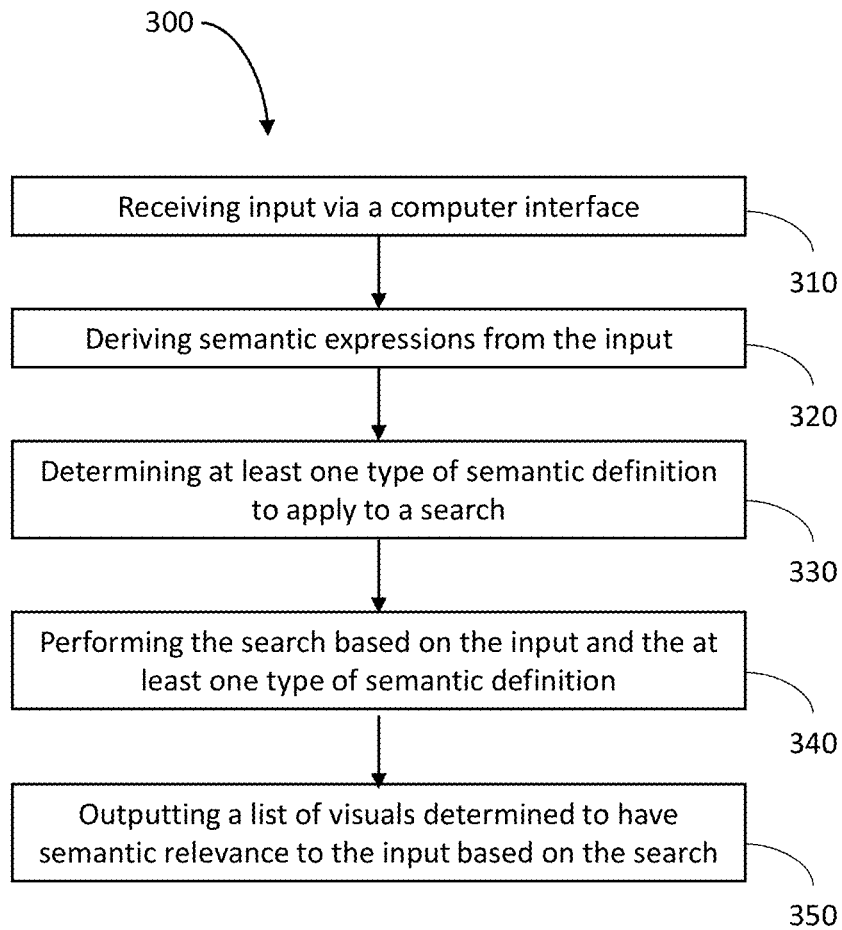 300
Receiving input via a computer interface
310
Deriving semantic expressions from the input
320
Determining at least one type of semantic definition
to apply to a search
330
Performing the search based on the input and the at
least one type of semantic definition
340
Outputting a list of visuals determined to have
semantic relevance to the input based on the search
350